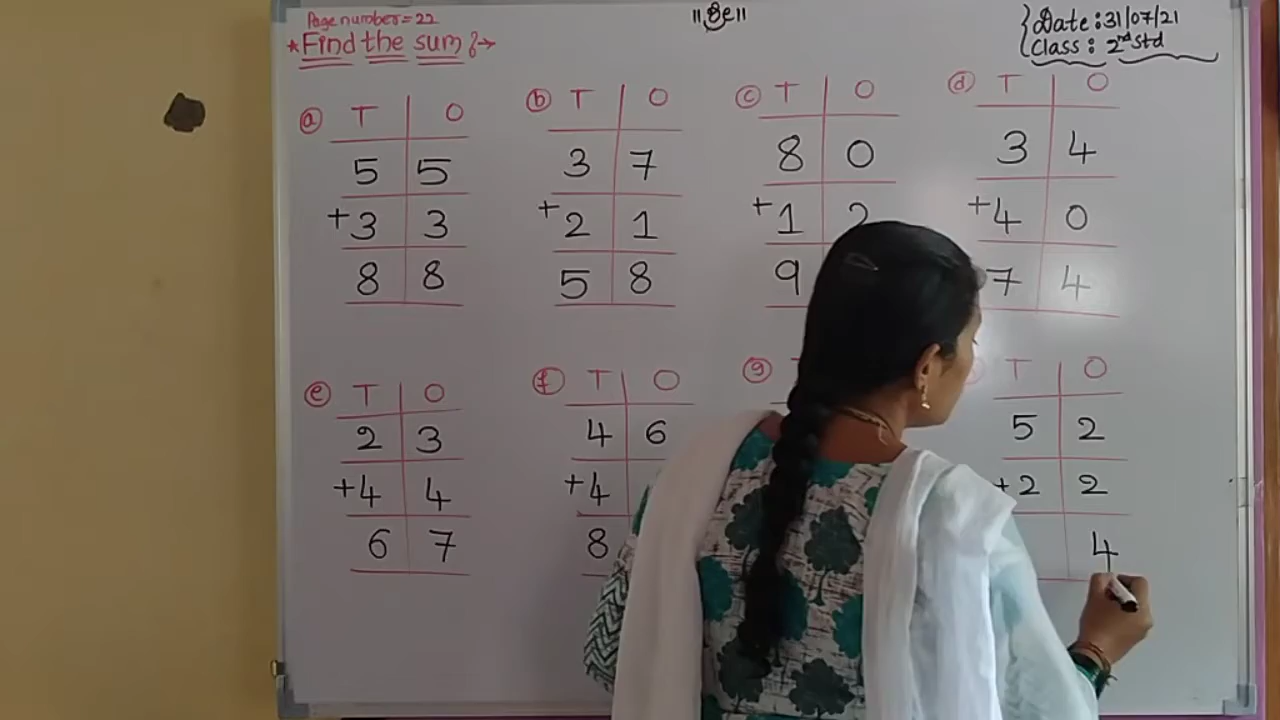 Page number = 22
॥ श्री ॥
Date : 31/07/21
* Find the sum :→
Class : 2nd std
ⓐ T O
5 5
+3 3
8 8
ⓑ T O
3 7
+2 1
5 8
ⓒ T O
8 0
+1 2
9
ⓓ T O
3 4
+4 0
7 4
ⓔ T O
2 3
+4 4
6 7
ⓕ T O
4 6
+4
8
ⓖ
T O
5 2
+2 2
4